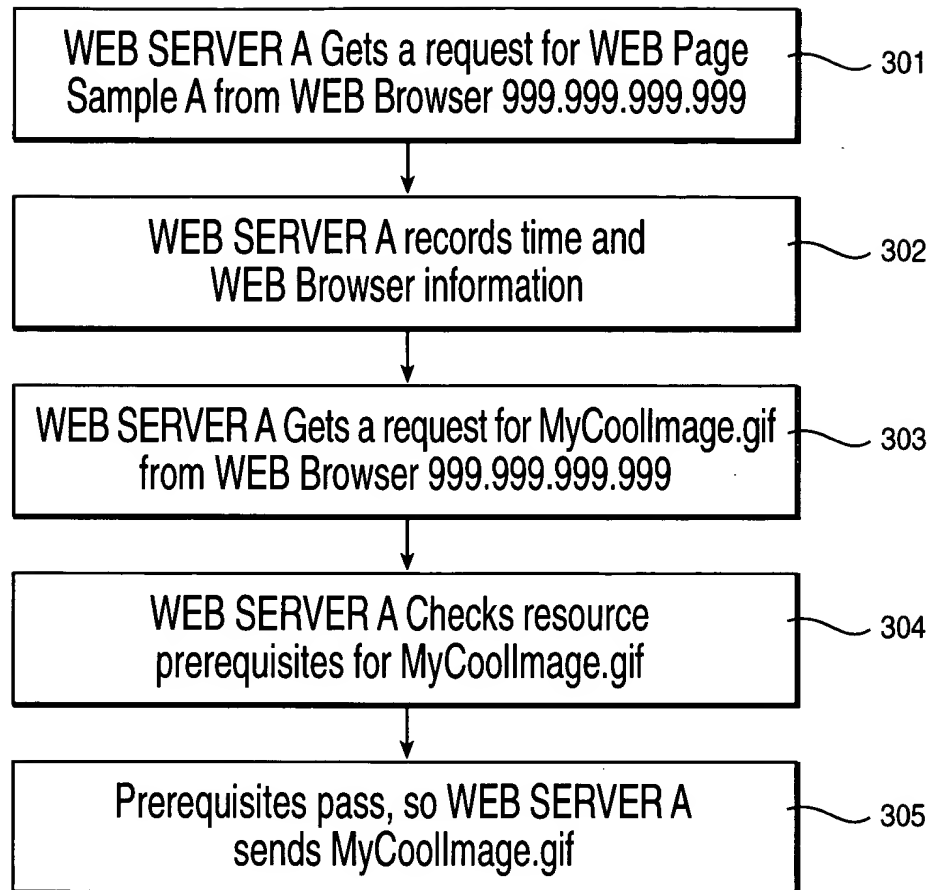 WEB SERVER A Gets a request for WEB Page
Sample A from WEB Browser 999.999.999.999
301
WEB SERVER A records time and
WEB Browser information
302
WEB SERVER A Gets a request for MyCoolImage.gif
from WEB Browser 999.999.999.999
303
WEB SERVER A Checks resource
prerequisites for MyCoolImage.gif
304
Prerequisites pass, so WEB SERVER A
sends MyCoolImage.gif
305